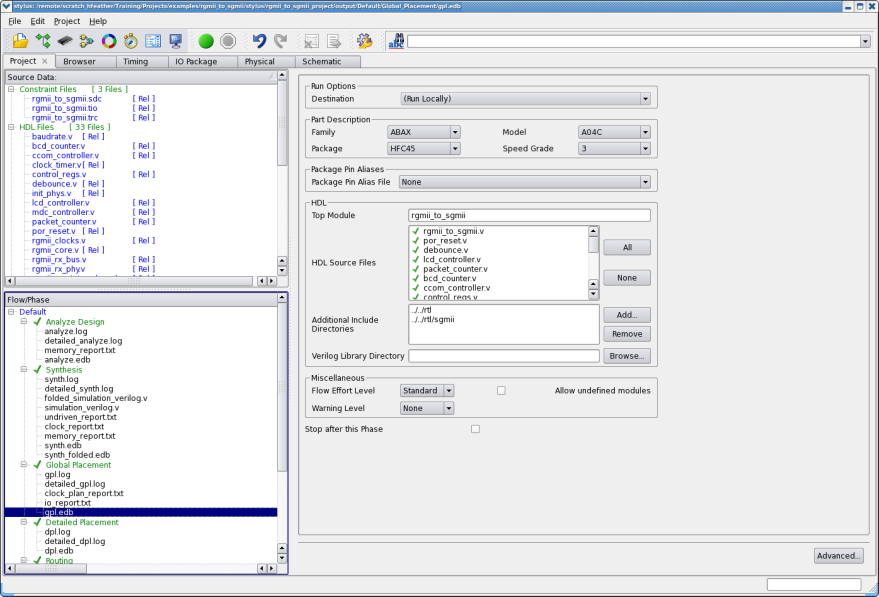 stylus: /remote/scratch_hfeather/Training/Projects/examples/rgmii_to_sgmii/stylus/rgmii_to_sgmii_project/output/Default/Global_Placement/gpl.edb
File Edit Project Help
abc
Project Browser Timing IO Package Physical Schematic
Source Data:
Constraint Files [ 3 Files ]
rgmii_to_sgmii.sdc [ Rel ]
rgmii_to_sgmii.tio [ Rel ]
rgmii_to_sgmii.trc [ Rel ]
HDL Files [ 33 Files ]
baudrate.v [ Rel ]
bcd_counter.v [ Rel ]
ccom_controller.v [ Rel ]
clock_timer.v [ Rel ]
control_regs.v [ Rel ]
debounce.v [ Rel ]
init_phys.v [ Rel ]
lcd_controller.v [ Rel ]
mdc_controller.v [ Rel ]
packet_counter.v [ Rel ]
por_reset.v [ Rel ]
rgmii_clocks.v [ Rel ]
rgmii_core.v [ Rel ]
rgmii_rx_bus.v [ Rel ]
rgmii_rx_phy.v [ Rel ]
Flow/Phase
Default
Analyze Design
analyze.log
detailed_analyze.log
memory_report.txt
analyze.edb
Synthesis
synth.log
detailed_synth.log
folded_simulation_verilog.v
simulation_verilog.v
undriven_report.txt
clock_report.txt
memory_report.txt
synth.edb
synth_folded.edb
Global Placement
gpl.log
detailed_gpl.log
clock_plan_report.txt
io_report.txt
gpl.edb
Detailed Placement
dpl.log
detailed_dpl.log
dpl.edb
Routing
Run Options
Destination (Run Locally)
Part Description
Family ABAX Model A04C
Package HFC45 Speed Grade 3
Package Pin Aliases
Package Pin Alias File None
HDL
Top Module rgmii_to_sgmii
HDL Source Files
rgmii_to_sgmii.v
por_reset.v
debounce.v
lcd_controller.v
packet_counter.v
bcd_counter.v
ccom_controller.v
control_regs.v
All
None
Additional Include Directories
../../rtl
../../rtl/sgmii
Add...
Remove
Verilog Library Directory Browse...
Miscellaneous
Flow Effort Level Standard Allow undefined modules
Warning Level None
Stop after this Phase
Advanced...